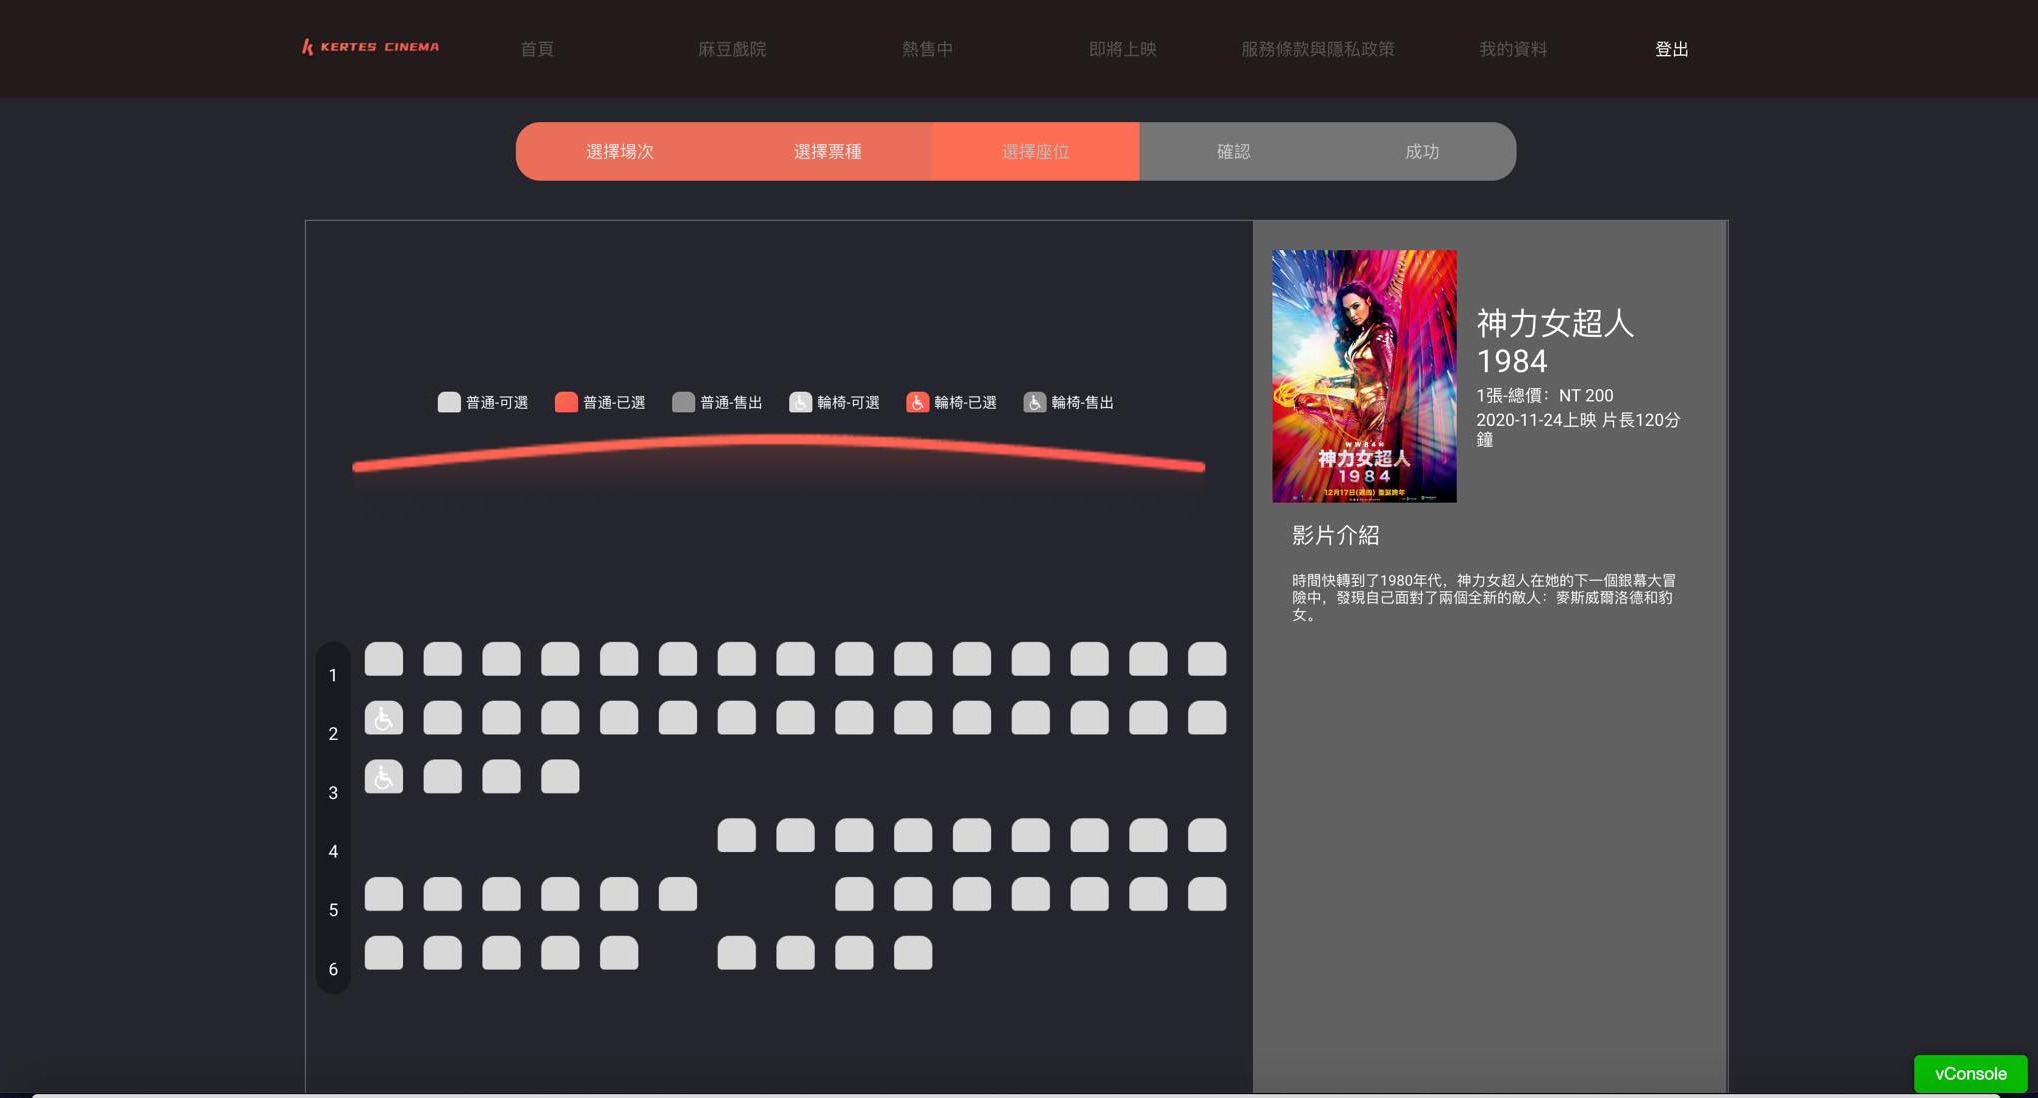 KERTES CINEMA
首頁
麻豆戲院
熱售中
即將上映
服務條款與隱私政策
我的資料
登出
選擇場次
選擇票種
選擇座位
確認
成功
普通-可選
普通-已選
普通-售出
輪椅-可選
輪椅-已選
輪椅-售出
1
2
3
4
5
6
WW84
神力女超人
1984
12月17日(週四)
神力女超人
1984
1張-總價：NT 200
2020-11-24上映 片長120分
鐘
影片介紹
時間快轉到了1980年代，神力女超人在她的下一個銀幕大冒
險中，發現自己面對了兩個全新的敵人：麥斯威爾洛德和豹
女。
vConsole